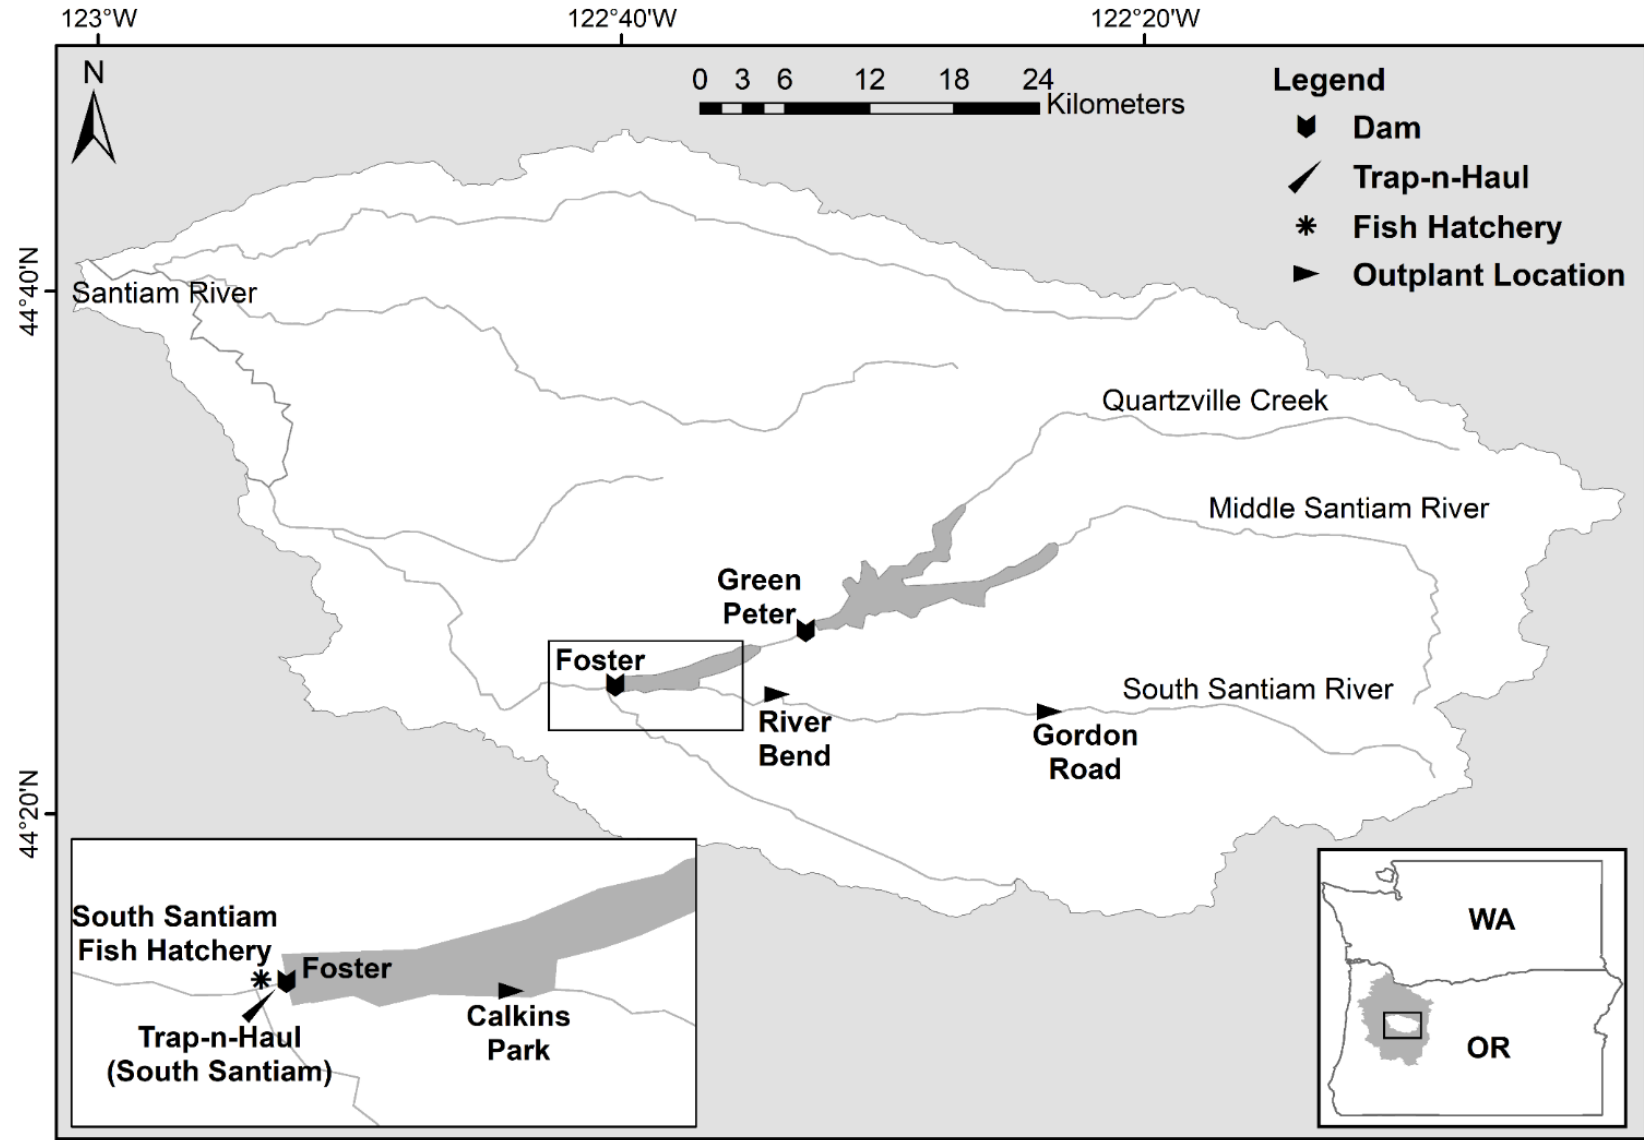 123°W 122°40'W 122°20'W
N
0 3 6 12 18 24
Kilometers
Legend
Dam
Trap-n-Haul
Fish Hatchery
Outplant Location
44°40'N
Santiam River
Quartzville Creek
Middle Santiam River
Green
Peter
Foster
South Santiam River
River
Bend
Gordon
Road
44°20'N
South Santiam
Fish Hatchery
Foster
Calkins
Park
Trap-n-Haul
(South Santiam)
WA
OR